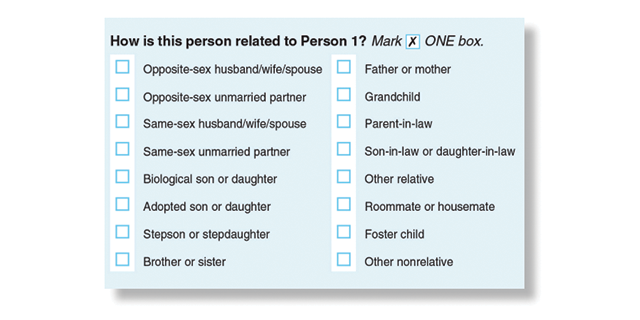 How is this person related to Person 1? Mark X ONE box.
Opposite-sex husband/wife/spouse
Opposite-sex unmarried partner
Same-sex husband/wife/spouse
Same-sex unmarried partner
Biological son or daughter
Adopted son or daughter
Stepson or stepdaughter
Brother or sister
Father or mother
Grandchild
Parent-in-law
Son-in-law or daughter-in-law
Other relative
Roommate or housemate
Foster child
Other nonrelative